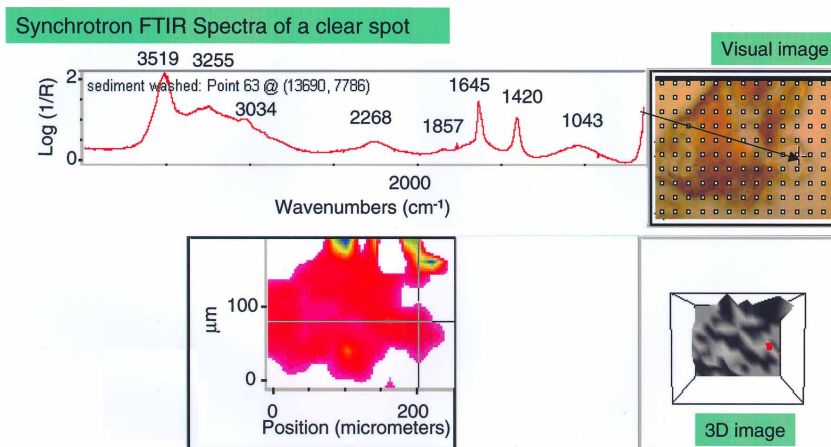 Synchrotron FTIR Spectra of a clear spot
Visual image
3519 3255
3034
2268
1857
1645
1420
1043
sediment washed: Point 63 @ (13690, 7786)
Log (1/R)
2
0
2000
Wavenumbers (cm-1)
μm
100
0
0 200
Position (micrometers)
3D image